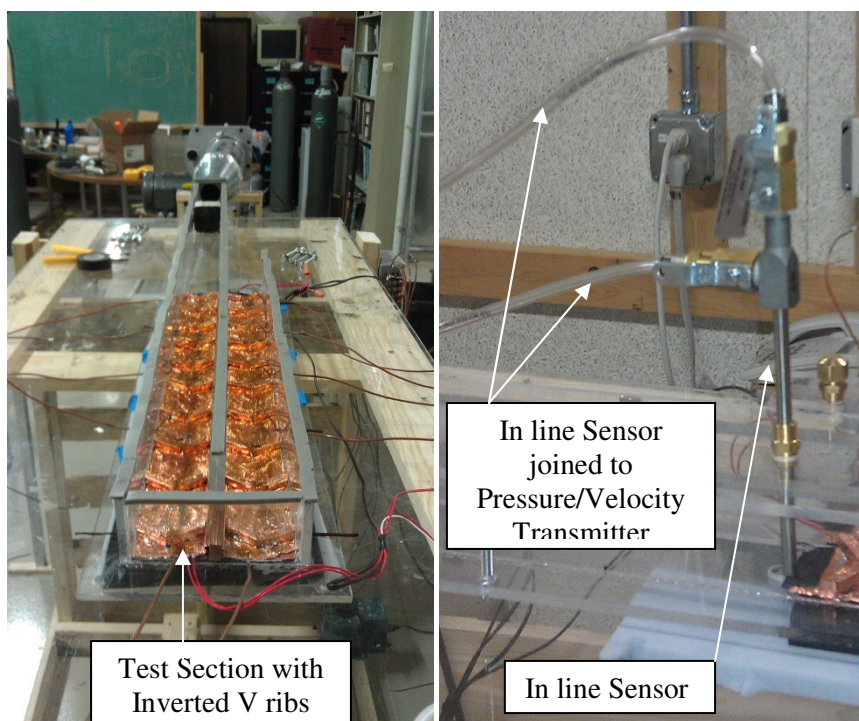 Test Section with
Inverted V ribs
In line Sensor
joined to
Pressure/Velocity
Transmitter
In line Sensor